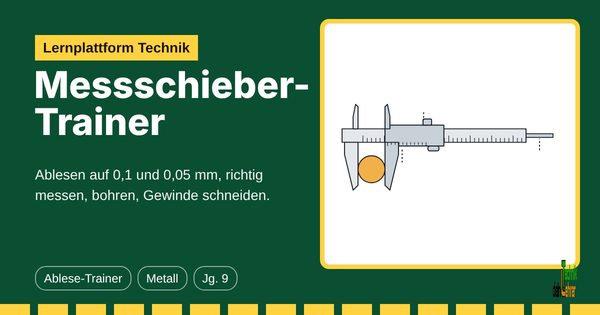 Lernplattform Technik
Messschieber-
Trainer
Ablesen auf 0,1 und 0,05 mm, richtig
messen, bohren, Gewinde schneiden.
Ablese-Trainer
Metall
Jg. 9